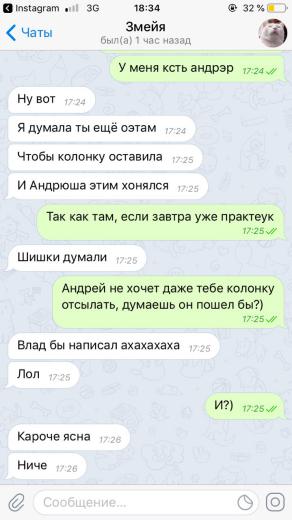 Instagram 3G 18:34 32 %
Чаты
Змейя
был(а) 1 час назад
У меня ксть андрэр 17:24
Ну вот 17:24
Я думала ты ещё оэтам 17:24
Чтобы колонку оставила 17:25
И Андрюша этим хонялся 17:25
Так как там, если завтра уже практеук
17:25
Шишки думали 17:25
Андрей не хочет даже тебе колонку
отсылать, думаешь он пошел бы?)
17:25
Влад бы написал ахахахаха 17:25
Лол 17:25
И?) 17:25
Кароче ясна 17:26
Ниче 17:26
Сообщение...